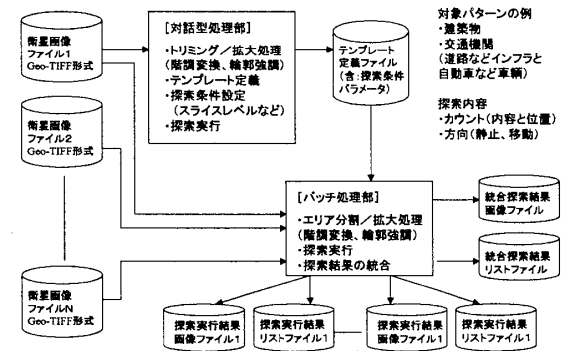 衛星画像
ファイル1
Geo-TIFF形式
[対話型処理部]
・トリミング／拡大処理
(階調変換、輪郭強調)
・テンプレート定義
・探索条件設定
(スライスレベルなど)
・探索実行
テンプレート
定義ファイル
(含:探索条件
パラメータ)
対象パターンの例
・建築物
・交通機関
(道路などインフラと
自動車など車輌)
探索内容
・カウント(内容と位置)
・方向(静止、移動)
衛星画像
ファイル2
Geo-TIFF形式
[バッチ処理部]
・エリア分割／拡大処理
(階調変換、輪郭強調)
・探索実行
・探索結果の統合
統合探索結果
画像ファイル
統合探索結果
リストファイル
衛星画像
ファイルN
Geo-TIFF形式
探索実行結果
画像ファイル1
探索実行結果
リストファイル1
探索実行結果
画像ファイル1
探索実行結果
リストファイル1